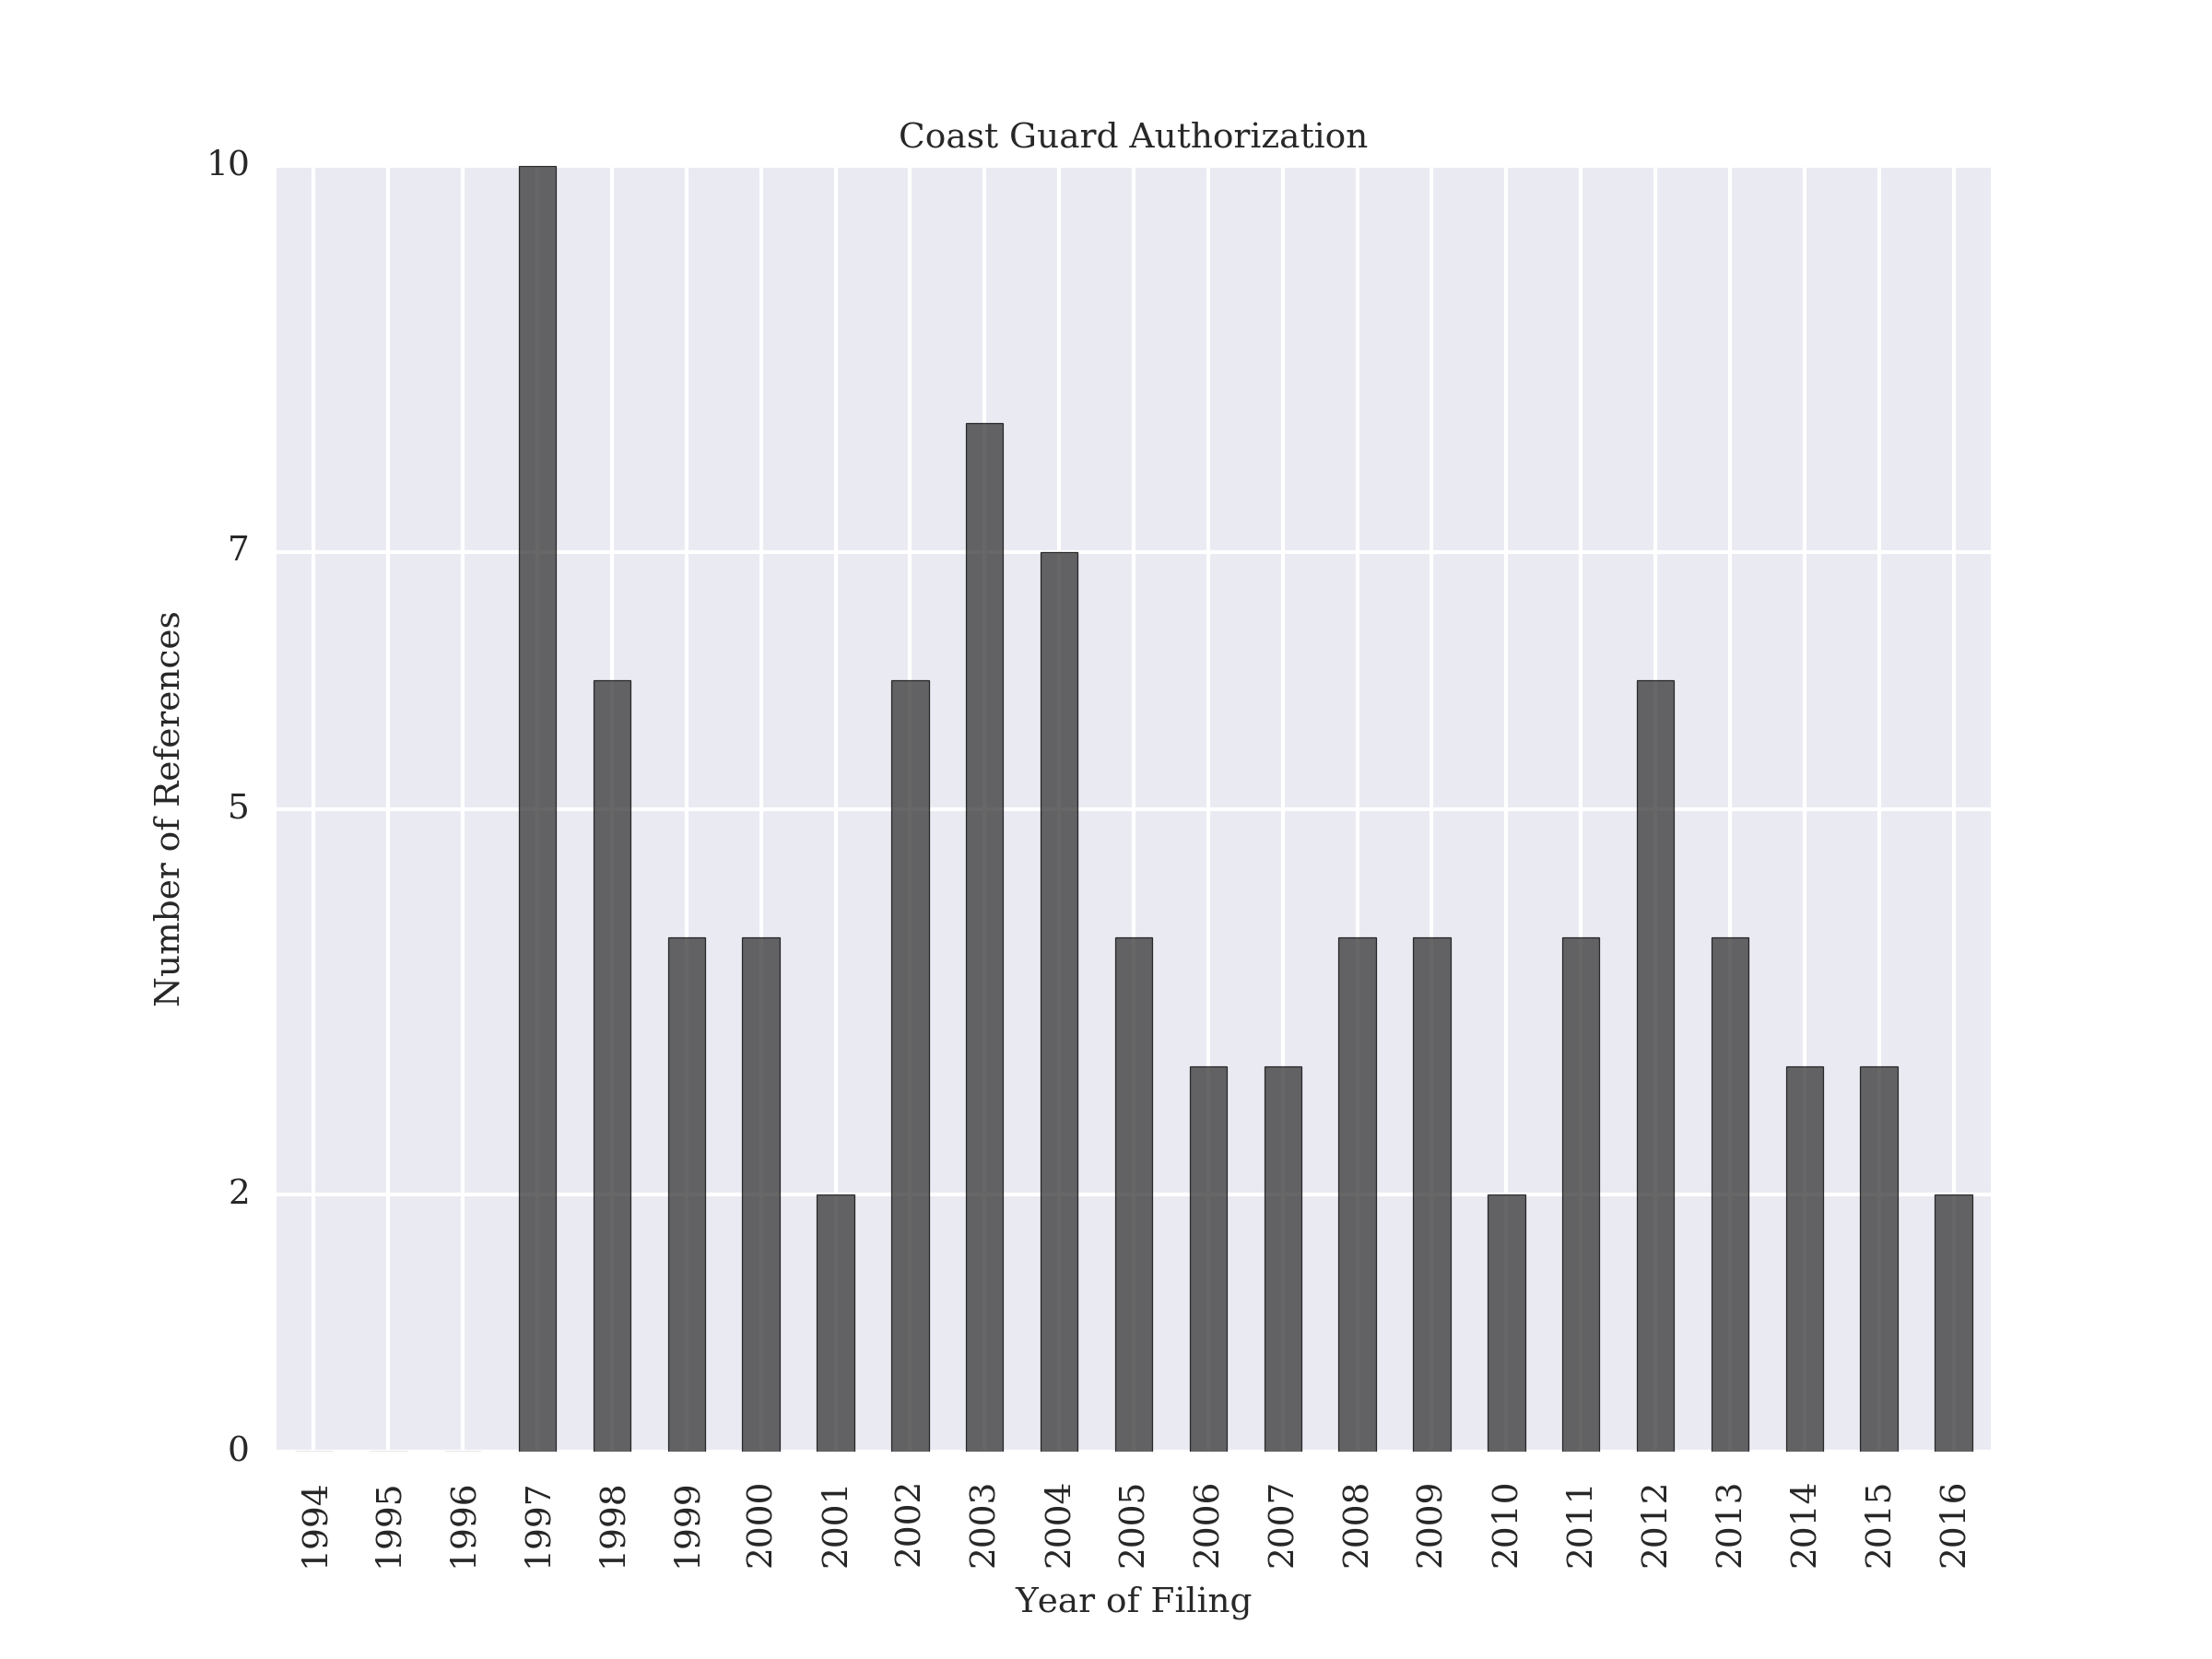 Coast Guard Authorization
10
7
5
2
0
Number of References
1994 1995 1996 1997 1998 1999 2000 2001 2002 2003 2004 2005 2006 2007 2008 2009 2010 2011 2012 2013 2014 2015 2016
Year of Filing